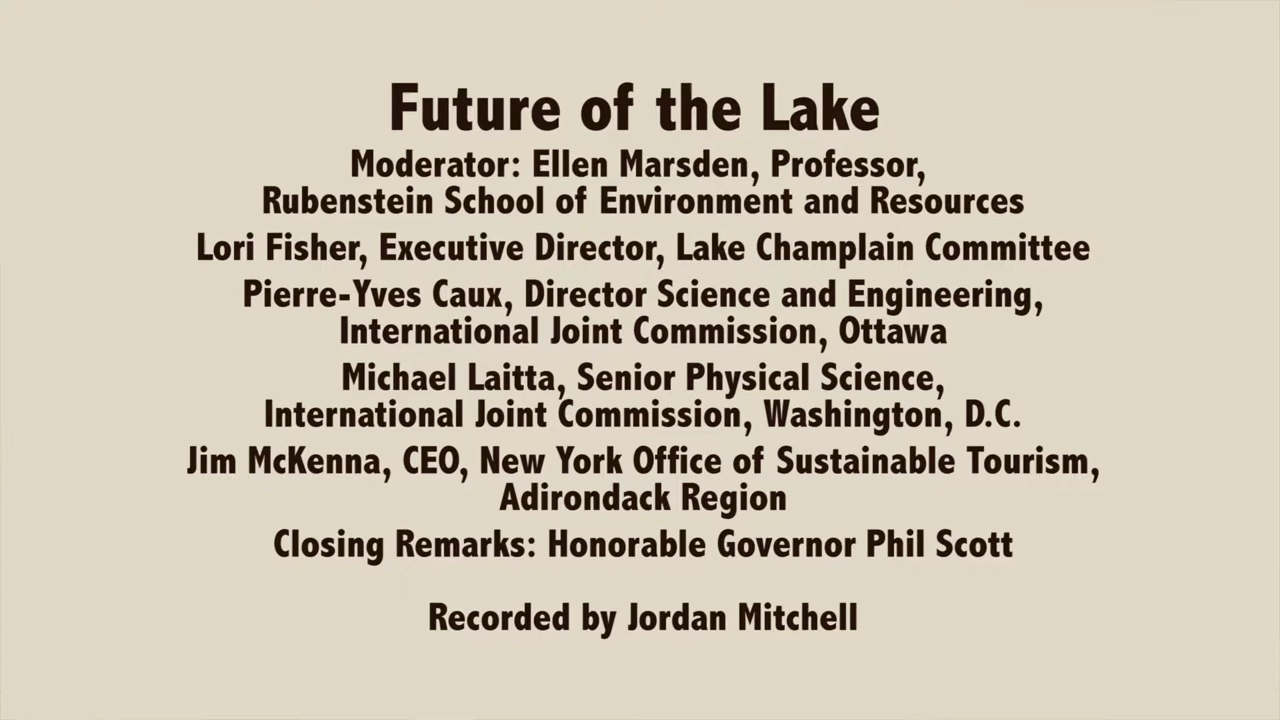 Future of the Lake
Moderator: Ellen Marsden, Professor,
Rubenstein School of Environment and Resources
Lori Fisher, Executive Director, Lake Champlain Committee
Pierre-Yves Caux, Director Science and Engineering,
International Joint Commission, Ottawa
Michael Laitta, Senior Physical Science,
International Joint Commission, Washington, D.C.
Jim McKenna, CEO, New York Office of Sustainable Tourism,
Adirondack Region
Closing Remarks: Honorable Governor Phil Scott
Recorded by Jordan Mitchell